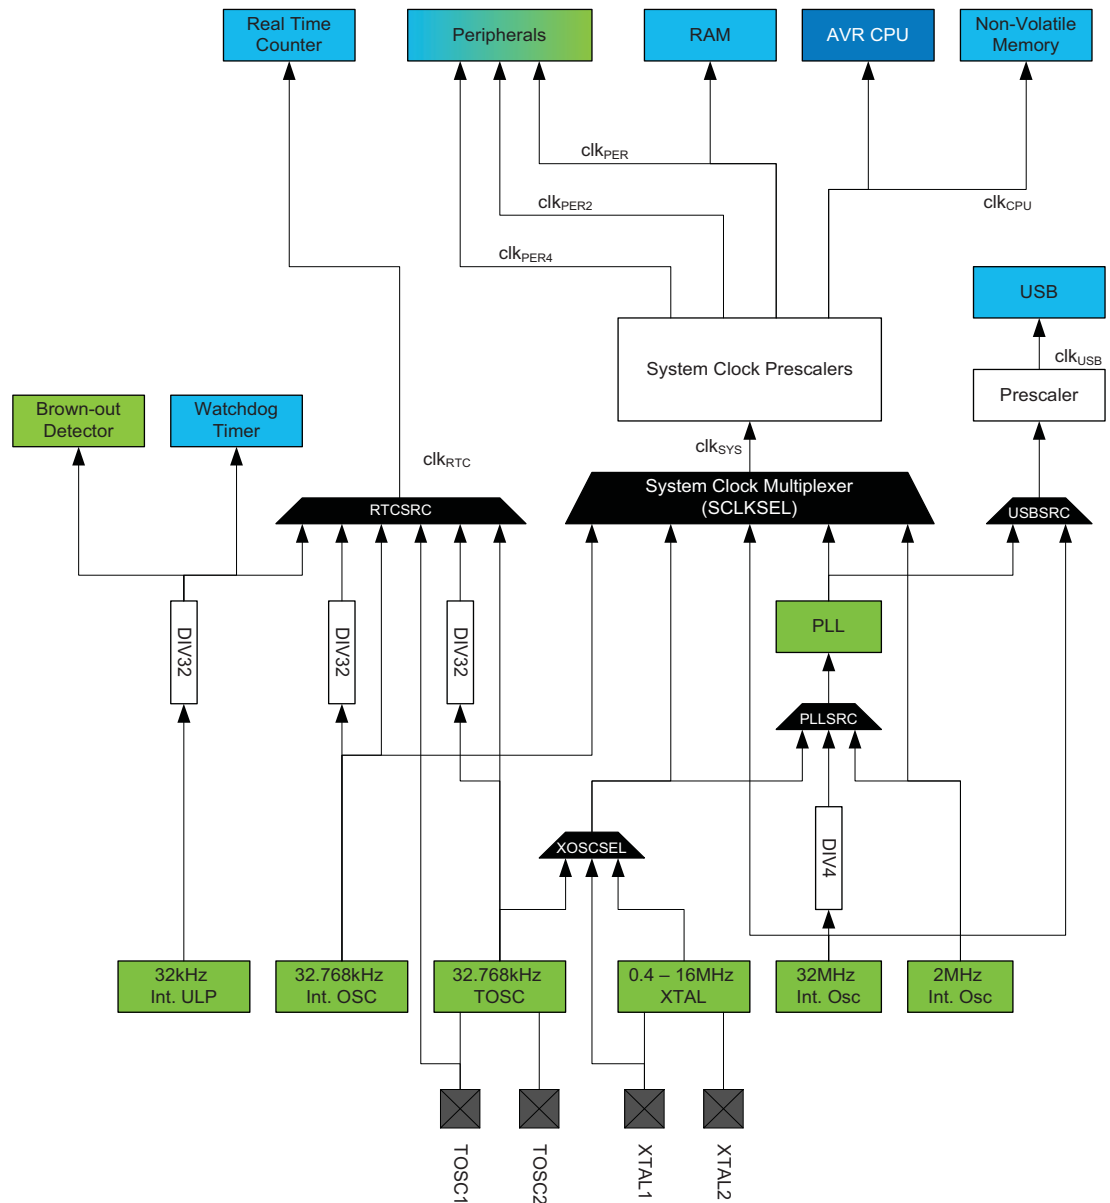 Real Time
Counter
Peripherals
RAM
AVR CPU
Non-Volatile
Memory
clkPER
clkPER2
clkCPU
clkPER4
USB
System Clock Prescalers
clkUSB
Prescaler
Brown-out
Detector
Watchdog
Timer
clkRTC
clkSYS
System Clock Multiplexer
(SCLKSEL)
RTCSRC
USBSRC
DIV32
DIV32
DIV32
PLL
PLLSRC
XOSCSEL
DIV4
32kHz
Int. ULP
32.768kHz
Int. OSC
32.768kHz
TOSC
0.4 – 16MHz
XTAL
32MHz
Int. Osc
2MHz
Int. Osc
TOSC1
TOSC2
XTAL1
XTAL2